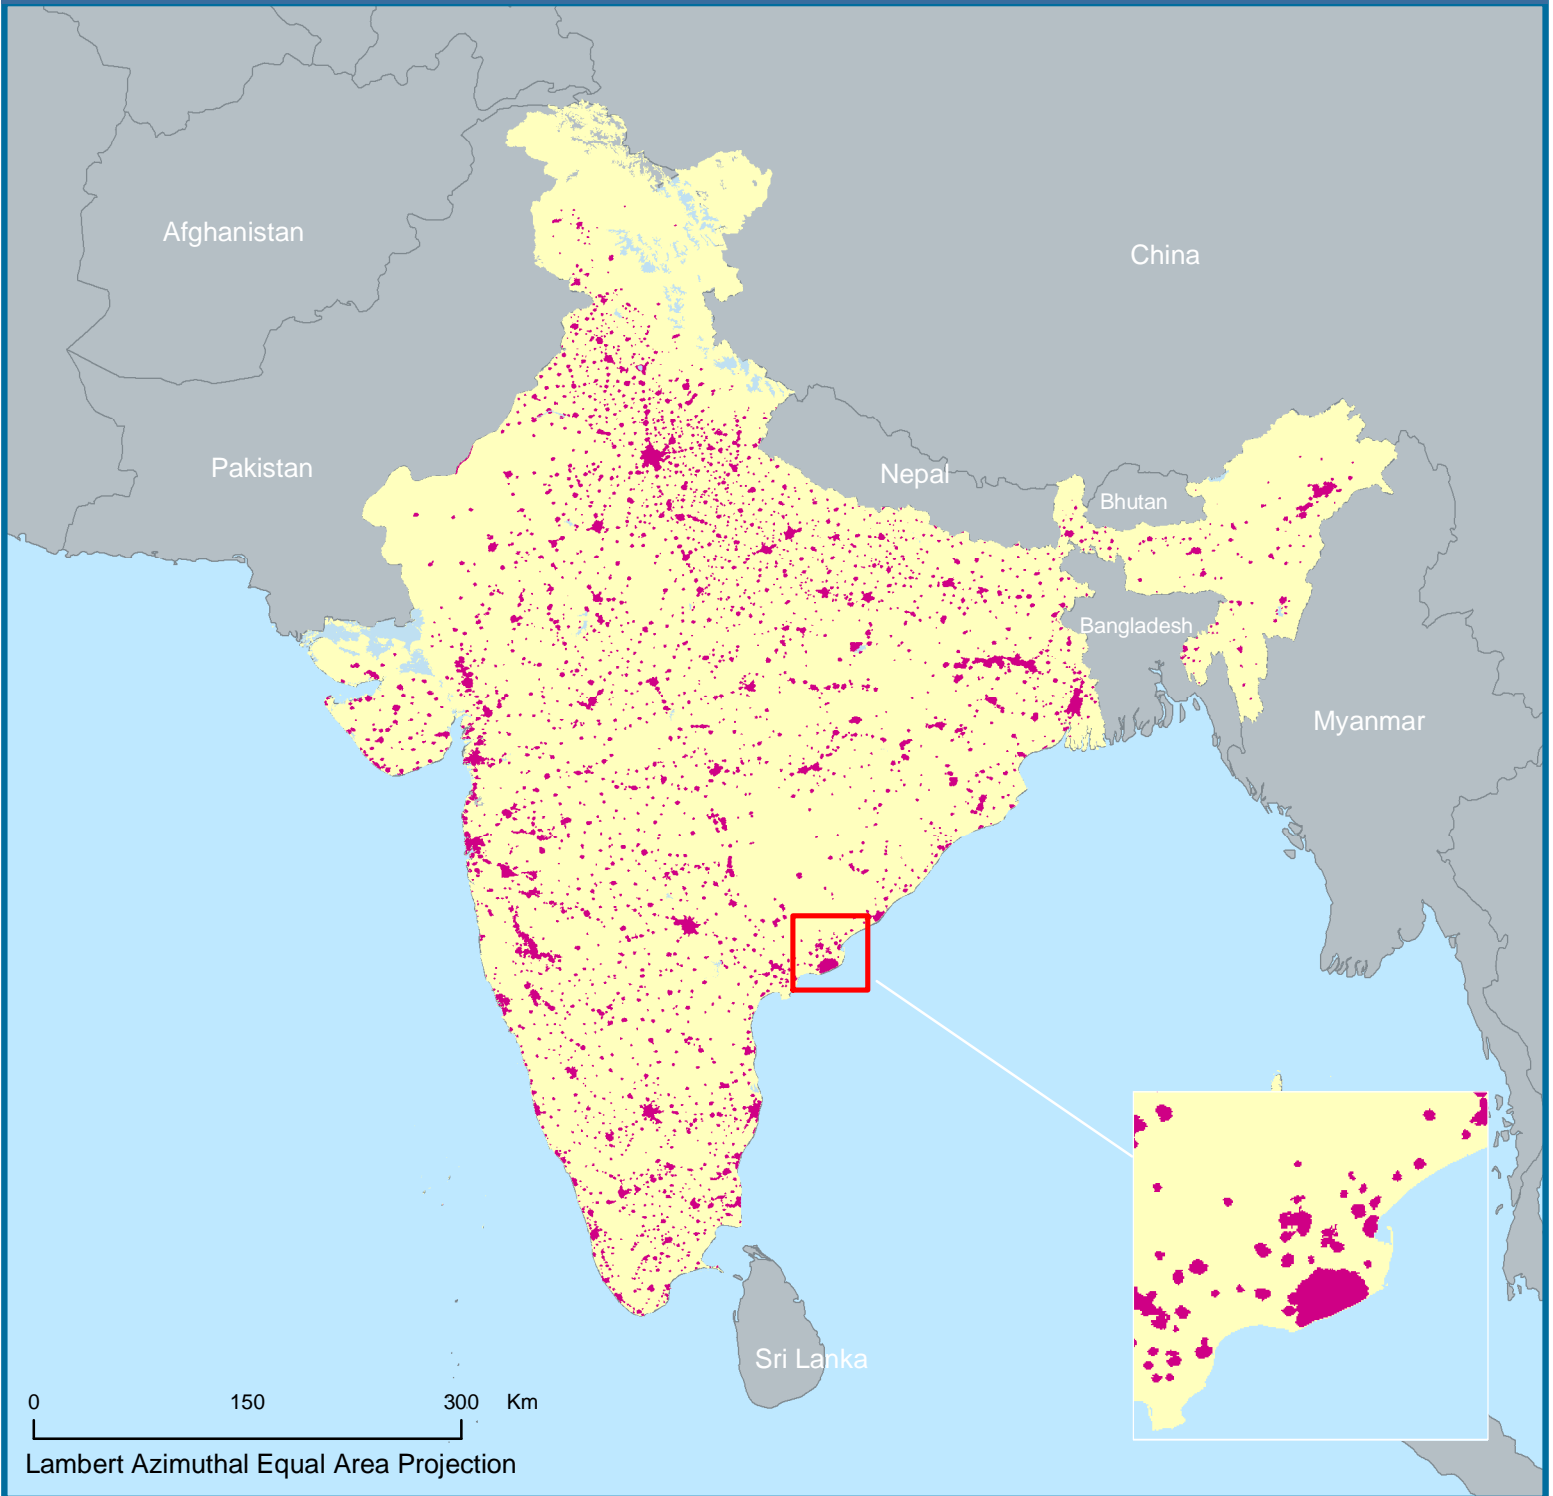 Afghanistan
China
Pakistan
Nepal
Bhutan
Bangladesh
Myanmar
Sri Lanka
0 150 300 Km
Lambert Azimuthal Equal Area Projection